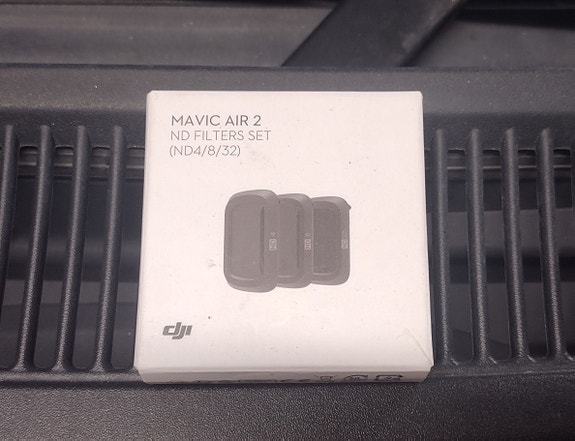 MAVIC AIR 2
ND FILTERS SET
(ND4/8/32)
dji